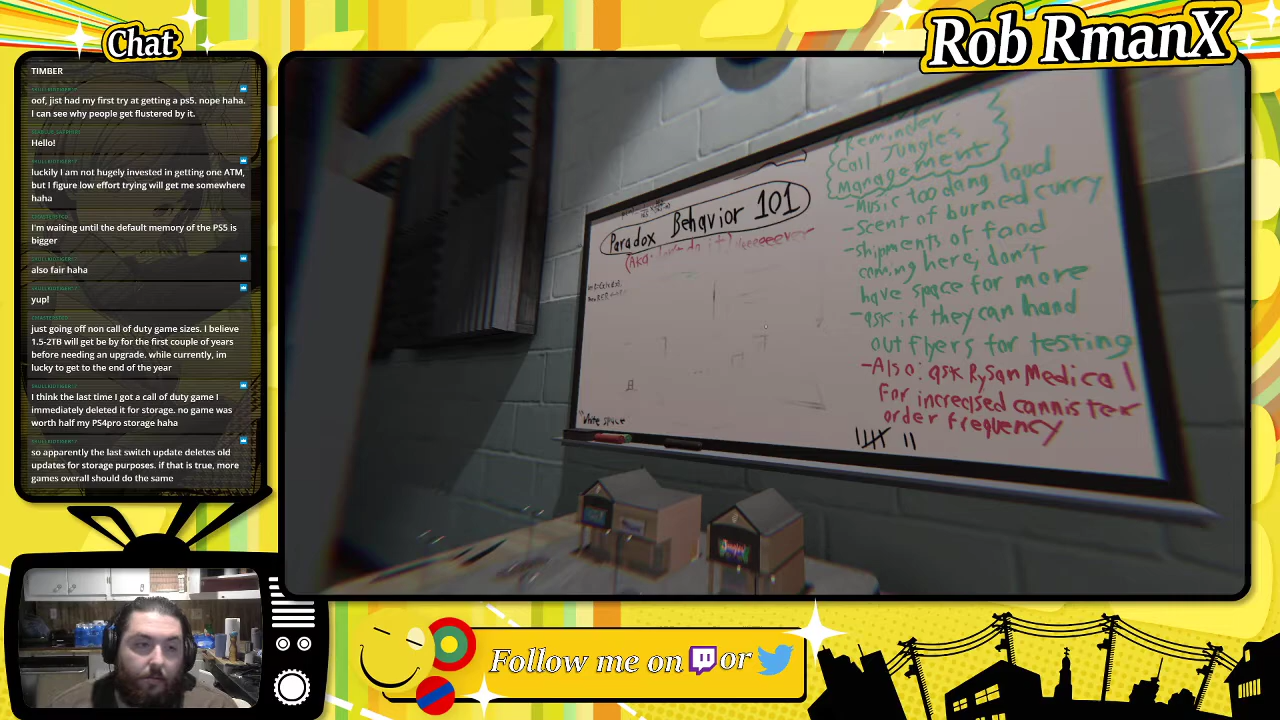 Chat
Rob RmanX
TIMBER
oof, jist had my first try at getting a ps5. nope haha.
I can see why people get flustered by it.
Hello!
luckily I am not hugely invested in getting one ATM,
but I figure low effort trying will get me somewhere
haha
I'm waiting until the default memory of the PS5 is
bigger
also fair haha
yup!
just going off non call of duty game sizes. I believe
1.5-2TB will get be by for the first couple of years
before needing an upgrade. while currently, im
lucky to get to the end of the year
I think the last time I got a call of duty game I
immediately deleted it for storage. no game was
worth half my PS4pro storage haha
so apparently the last switch update deletes old
updates for storage purposes. if that is true, more
games overall should do the same
Paradox Behavior 101
White space
Reminder
Call Jungle
Management
-Music too dang loud
-Scent of burned curry
-Shipments of food
coming here, don't
have space for more
-ask if they can hand
out flyers for testing
-Also: ask Rysan Medical
For increased cannister
order frequency
Follow me on or